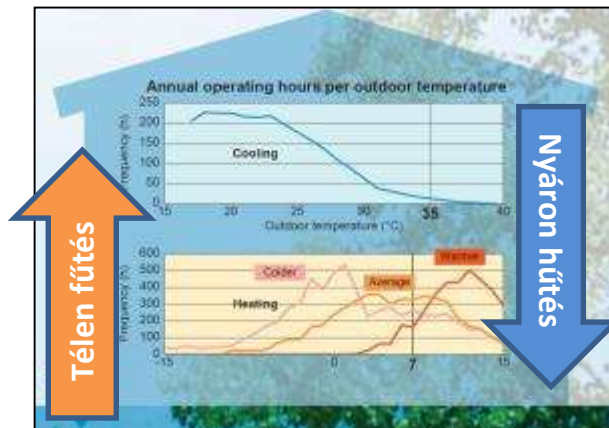 Annual operating hours per outdoor temperature
250
200
150
100
50
0
Frequency (h)
Cooling
15
20
25
30
35
40
Outdoor temperature (°C)
600
500
400
300
200
100
0
Frequency (h)
Heating
Colder
Average
Warmer
-15
0
7
15
Télen fűtés
Nyáron hűtés